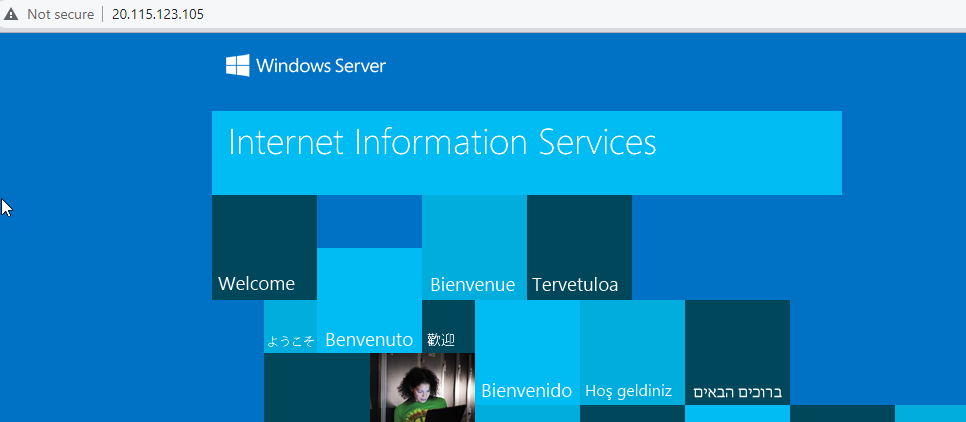 Not secure | 20.115.123.105
Windows Server
Internet Information Services
Welcome
Bienvenue
Tervetuloa
ようこそ
Benvenuto
歡迎
Bienvenido
Hoş geldiniz
ברוכים הבאים